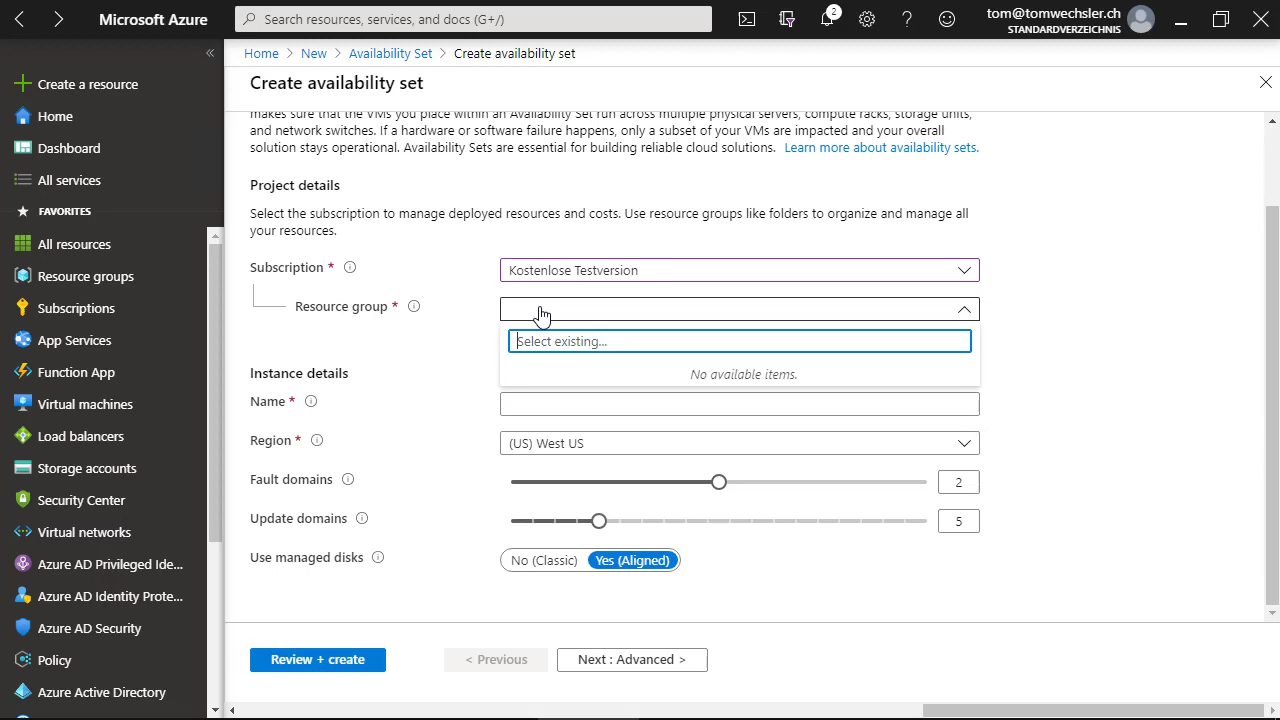 Microsoft Azure
Search resources, services, and docs (G+/)
2
tom@tomwechsler.ch
STANDARDVERZEICHNIS
Create a resource
Home
Dashboard
All services
FAVORITES
All resources
Resource groups
Subscriptions
App Services
Function App
Virtual machines
Load balancers
Storage accounts
Security Center
Virtual networks
Azure AD Privileged Ide...
Azure AD Identity Prote...
Azure AD Security
Policy
Azure Active Directory
Home > New > Availability Set > Create availability set
Create availability set
makes sure that the VMs you place within an Availability Set run across multiple physical servers, compute racks, storage units,
and network switches. If a hardware or software failure happens, only a subset of your VMs are impacted and your overall
solution stays operational. Availability Sets are essential for building reliable cloud solutions. Learn more about availability sets.
Project details
Select the subscription to manage deployed resources and costs. Use resource groups like folders to organize and manage all
your resources.
Subscription *
Kostenlose Testversion
Resource group *
Select existing...
No available items.
Instance details
Name *
Region *
(US) West US
Fault domains
2
Update domains
5
Use managed disks
No (Classic) Yes (Aligned)
Review + create
< Previous
Next : Advanced >